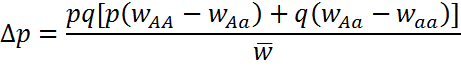 Δp = pq[p(w_AA − w_Aa) + q(w_Aa − w_aa)] / w̅